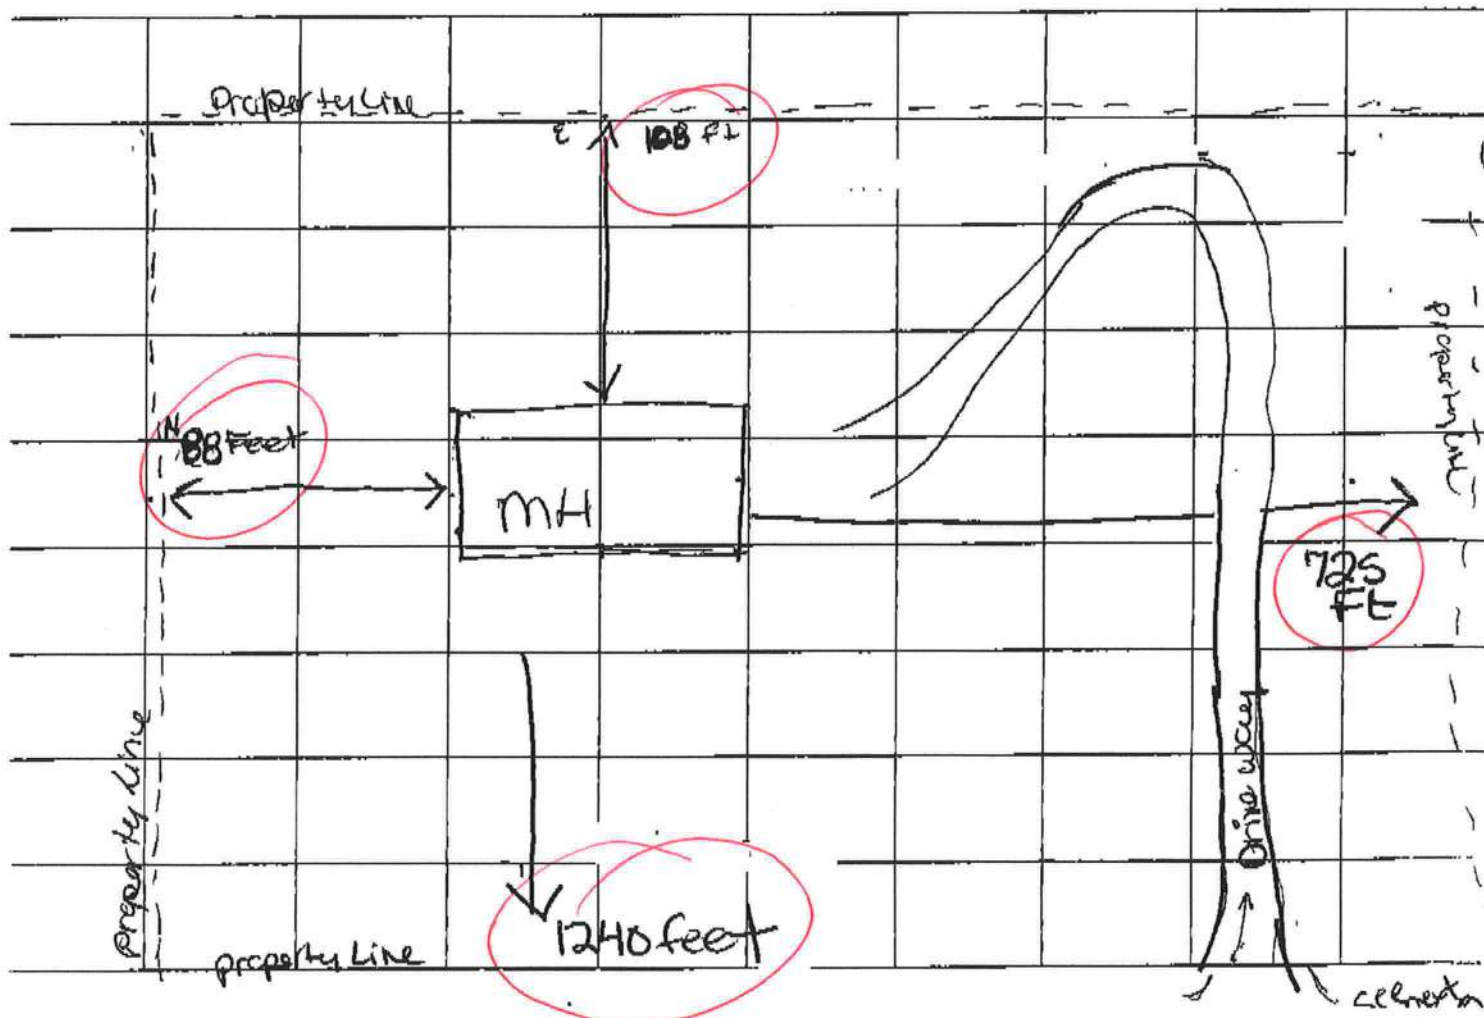 Property Line
108 Ft
N
88 Feet
MH
property Line
725
Ft
property Line
Drive way
1240 feet
property Line